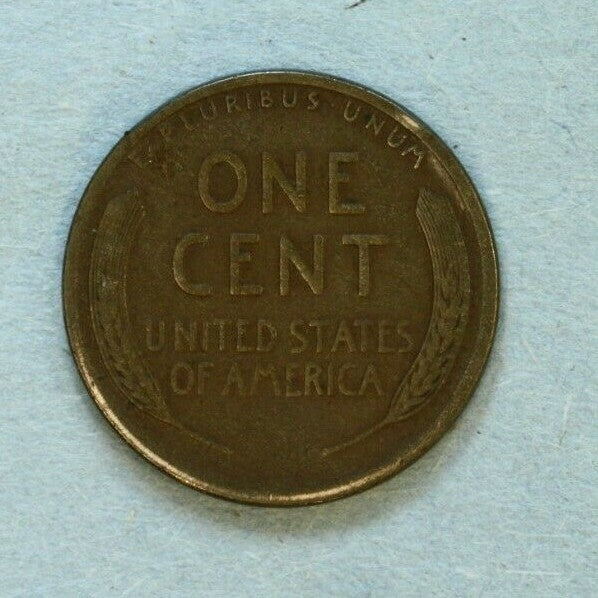 E·PLURIBUS·UNUM
ONE
CENT
UNITED STATES
OF AMERICA